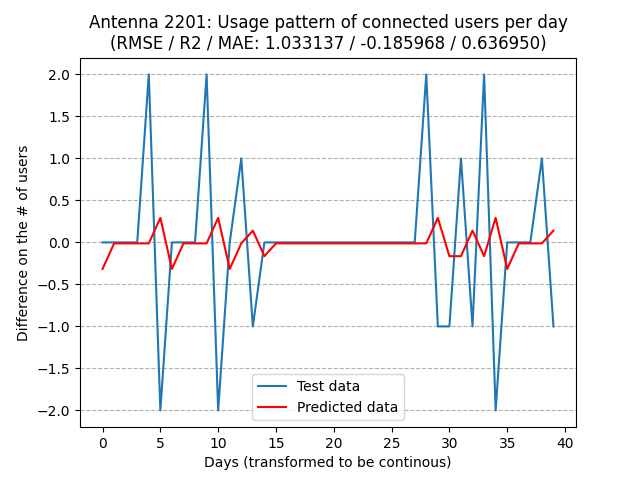 Antenna 2201: Usage pattern of connected users per day
(RMSE / R2 / MAE: 1.033137 / -0.185968 / 0.636950)
2.0
1.5
1.0
0.5
0.0
−0.5
−1.0
−1.5
−2.0
Difference on the # of users
Test data
Predicted data
0 5 10 15 20 25 30 35 40
Days (transformed to be continous)